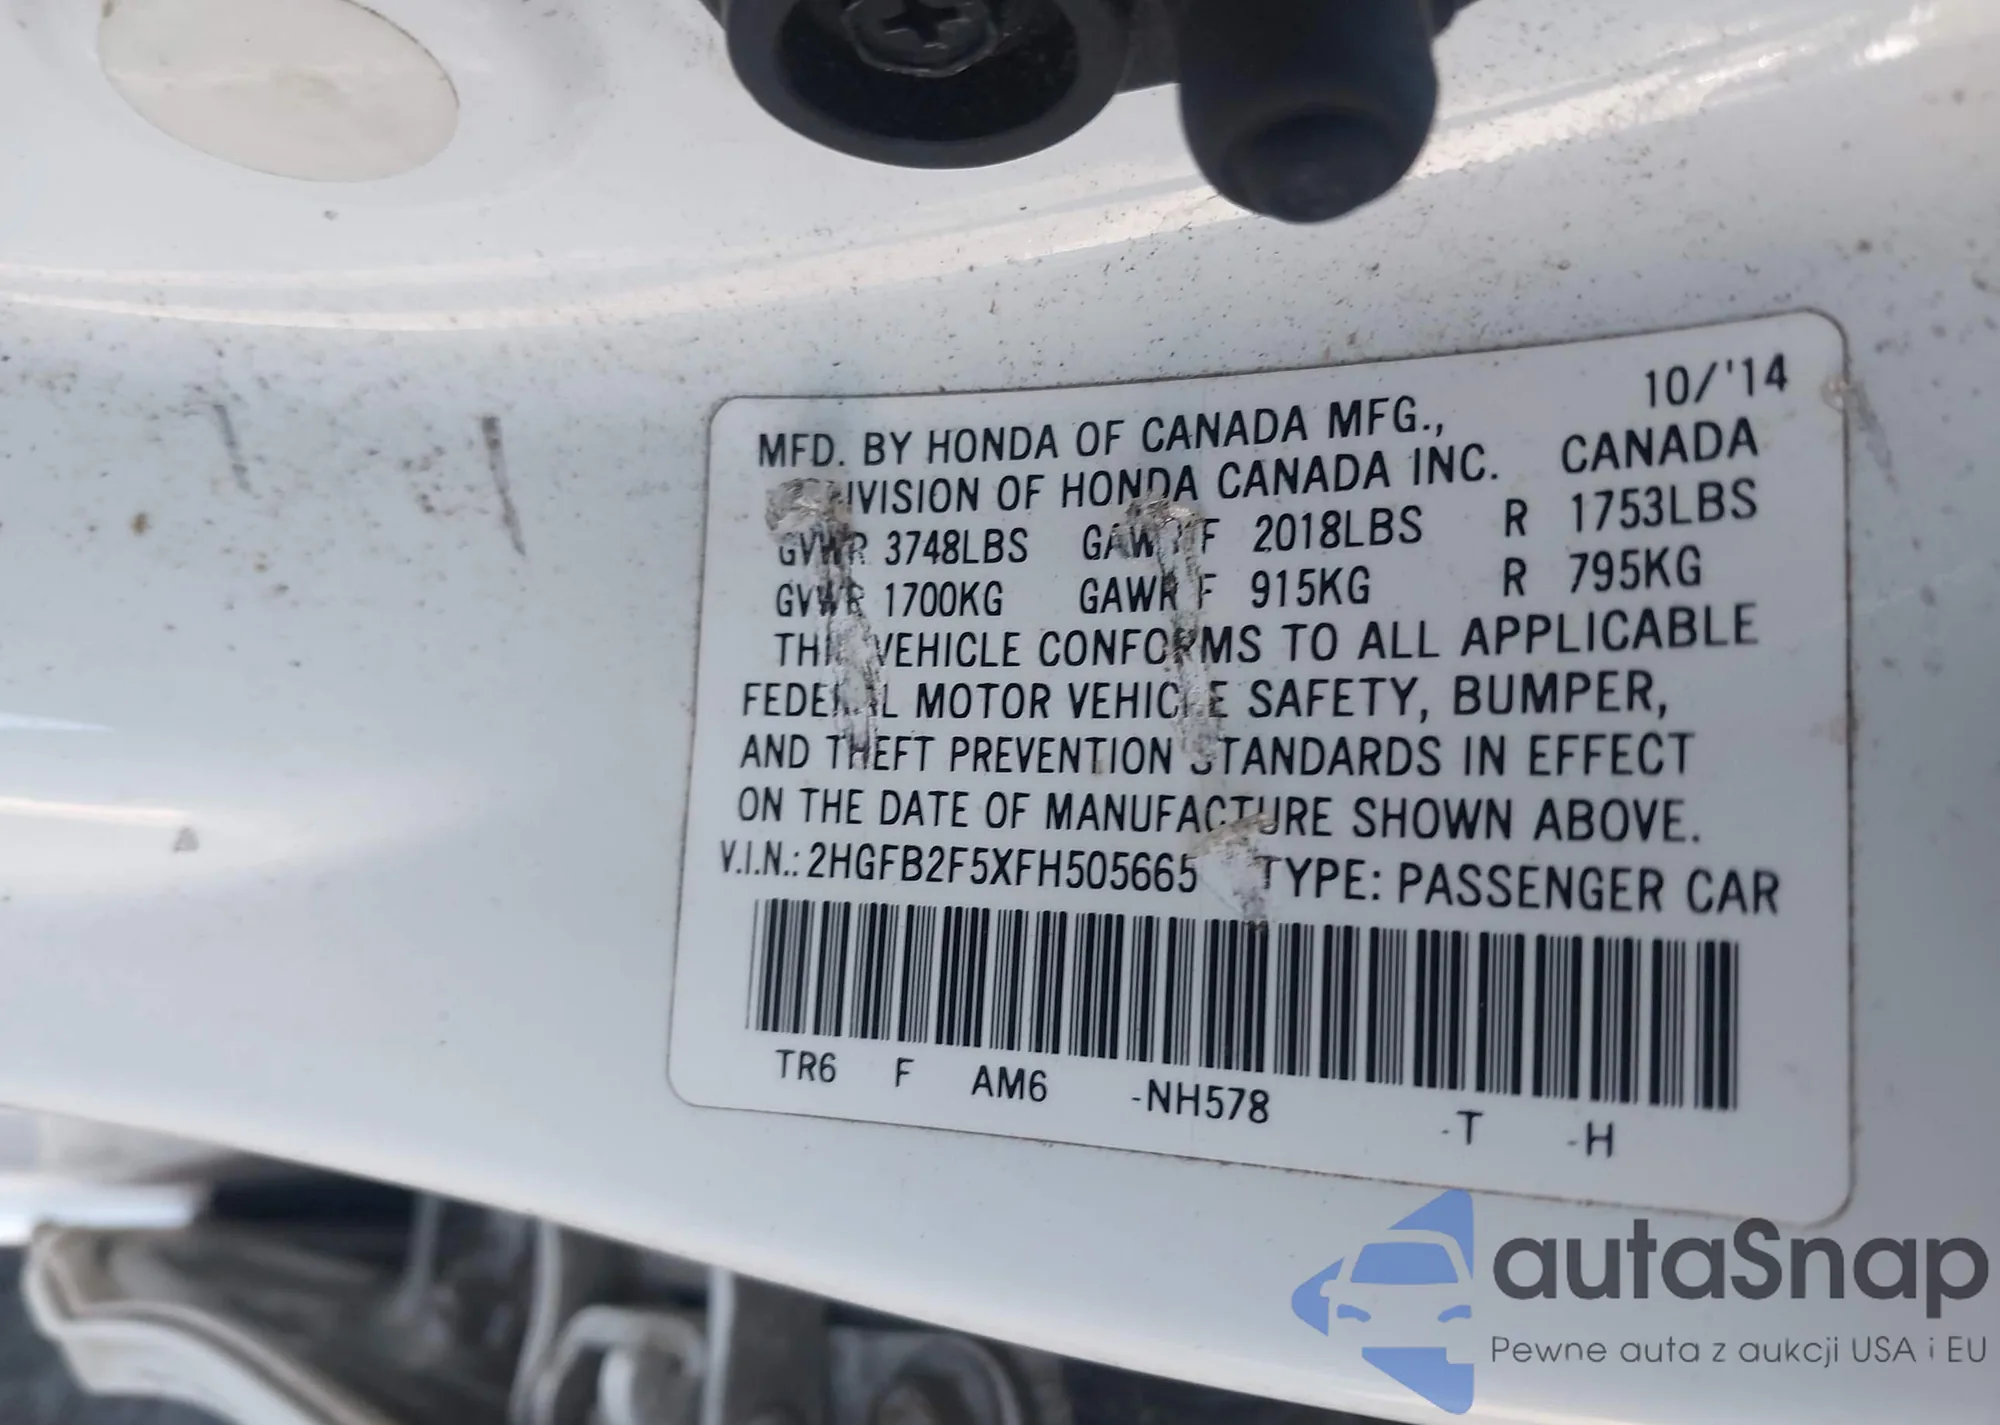 10/'14
MFD. BY HONDA OF CANADA MFG.,
DIVISION OF HONDA CANADA INC. CANADA
GVWR 3748LBS GAWR F 2018LBS R 1753LBS
GVWR 1700KG GAWR F 915KG R 795KG
THIS VEHICLE CONFORMS TO ALL APPLICABLE
FEDERAL MOTOR VEHICLE SAFETY, BUMPER,
AND THEFT PREVENTION STANDARDS IN EFFECT
ON THE DATE OF MANUFACTURE SHOWN ABOVE.
V.I.N.: 2HGFB2F5XFH505665 TYPE: PASSENGER CAR
TR6 F AM6 -NH578 -T -H
autaSnap
Pewne auta z aukcji USA i EU